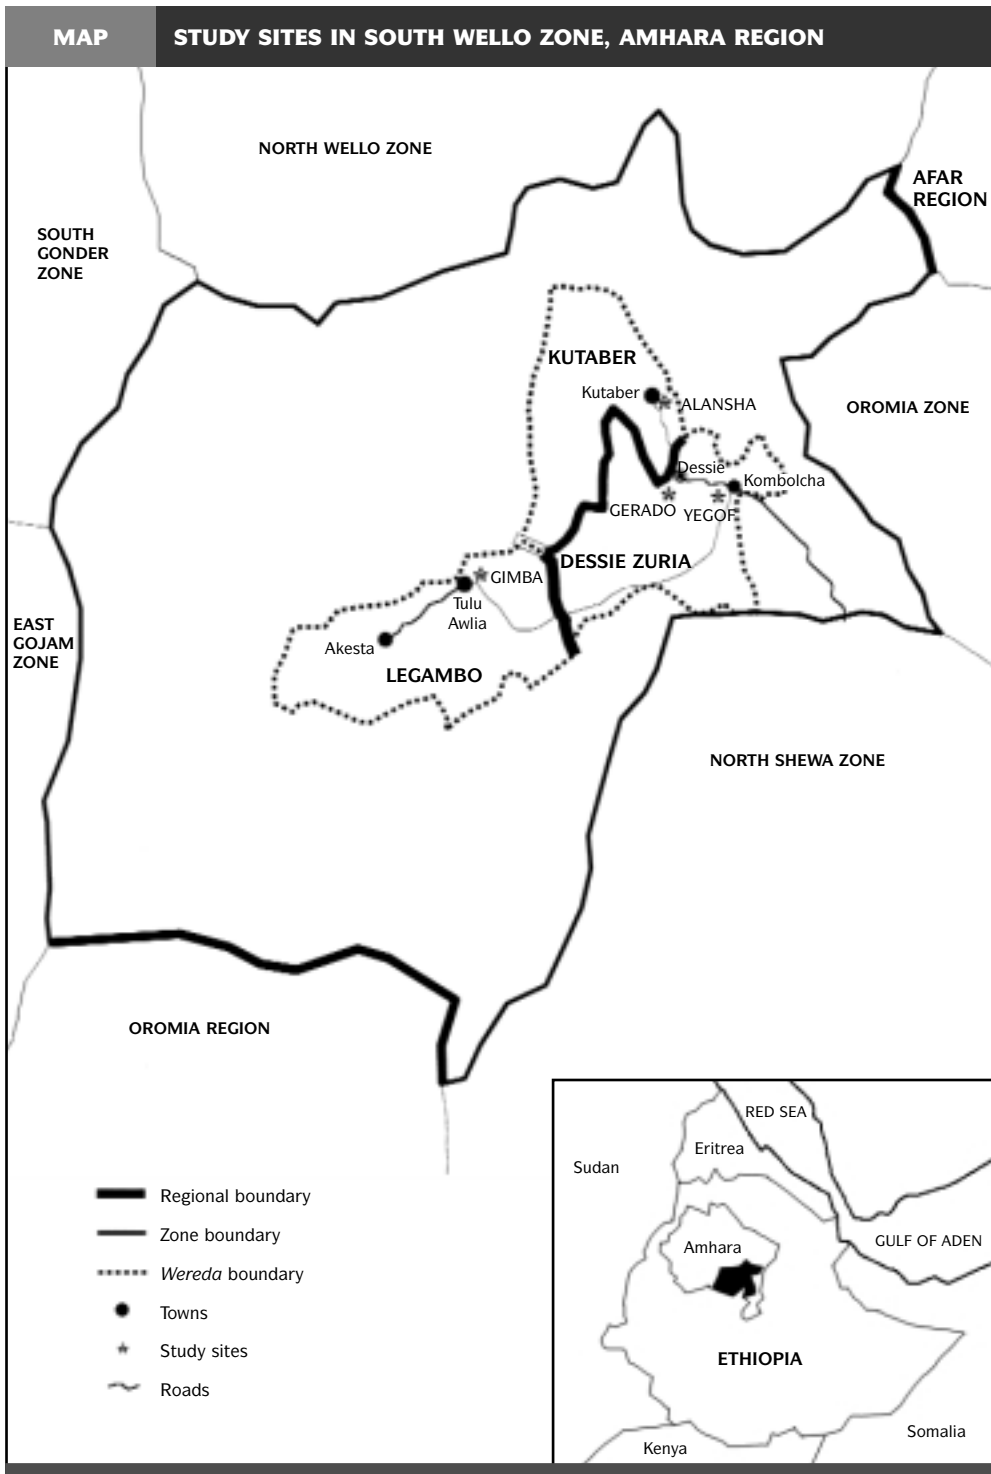 MAP
STUDY SITES IN SOUTH WELLO ZONE, AMHARA REGION
NORTH WELLO ZONE
AFAR
REGION
SOUTH
GONDER
ZONE
KUTABER
Kutaber
ALANSHA
OROMIA ZONE
Dessie
Kombolcha
GERADO
YEGOF
DESSIE ZURIA
GIMBA
Tulu
Awlia
EAST
GOJAM
ZONE
Akesta
LEGAMBO
NORTH SHEWA ZONE
OROMIA REGION
Regional boundary
Zone boundary
Wereda boundary
Towns
Study sites
Roads
RED SEA
Eritrea
Sudan
GULF OF ADEN
Amhara
ETHIOPIA
Somalia
Kenya